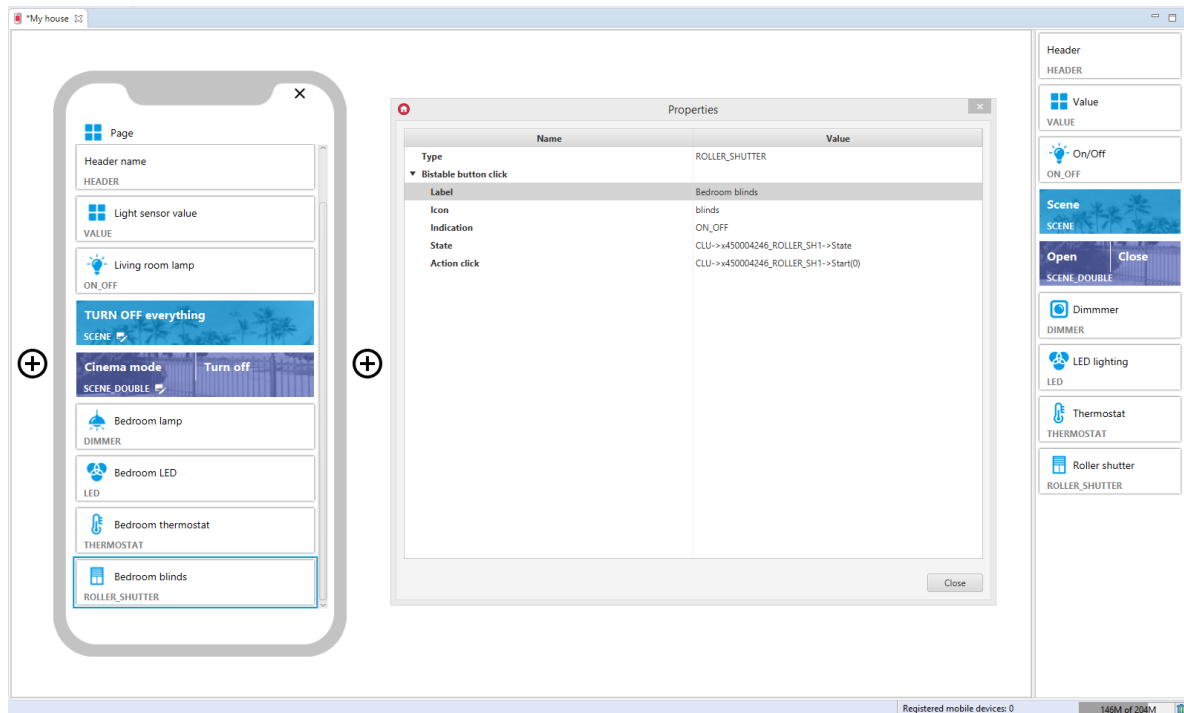 *My house
Page
Header name
HEADER
Light sensor value
VALUE
Living room lamp
ON_OFF
TURN OFF everything
SCENE
Cinema mode Turn off
SCENE_DOUBLE
Bedroom lamp
DIMMER
Bedroom LED
LED
Bedroom thermostat
THERMOSTAT
Bedroom blinds
ROLLER_SHUTTER
Properties
Name Value
Type ROLLER_SHUTTER
Bistable button click
Label Bedroom blinds
Icon blinds
Indication ON_OFF
State CLU->x450004246_ROLLER_SH1->State
Action click CLU->x450004246_ROLLER_SH1->Start(0)
Close
Header
HEADER
Value
VALUE
On/Off
ON_OFF
Scene
SCENE
Open Close
SCENE_DOUBLE
Dimmmer
DIMMER
LED lighting
LED
Thermostat
THERMOSTAT
Roller shutter
ROLLER_SHUTTER
Registered mobile devices: 0 146M of 204M